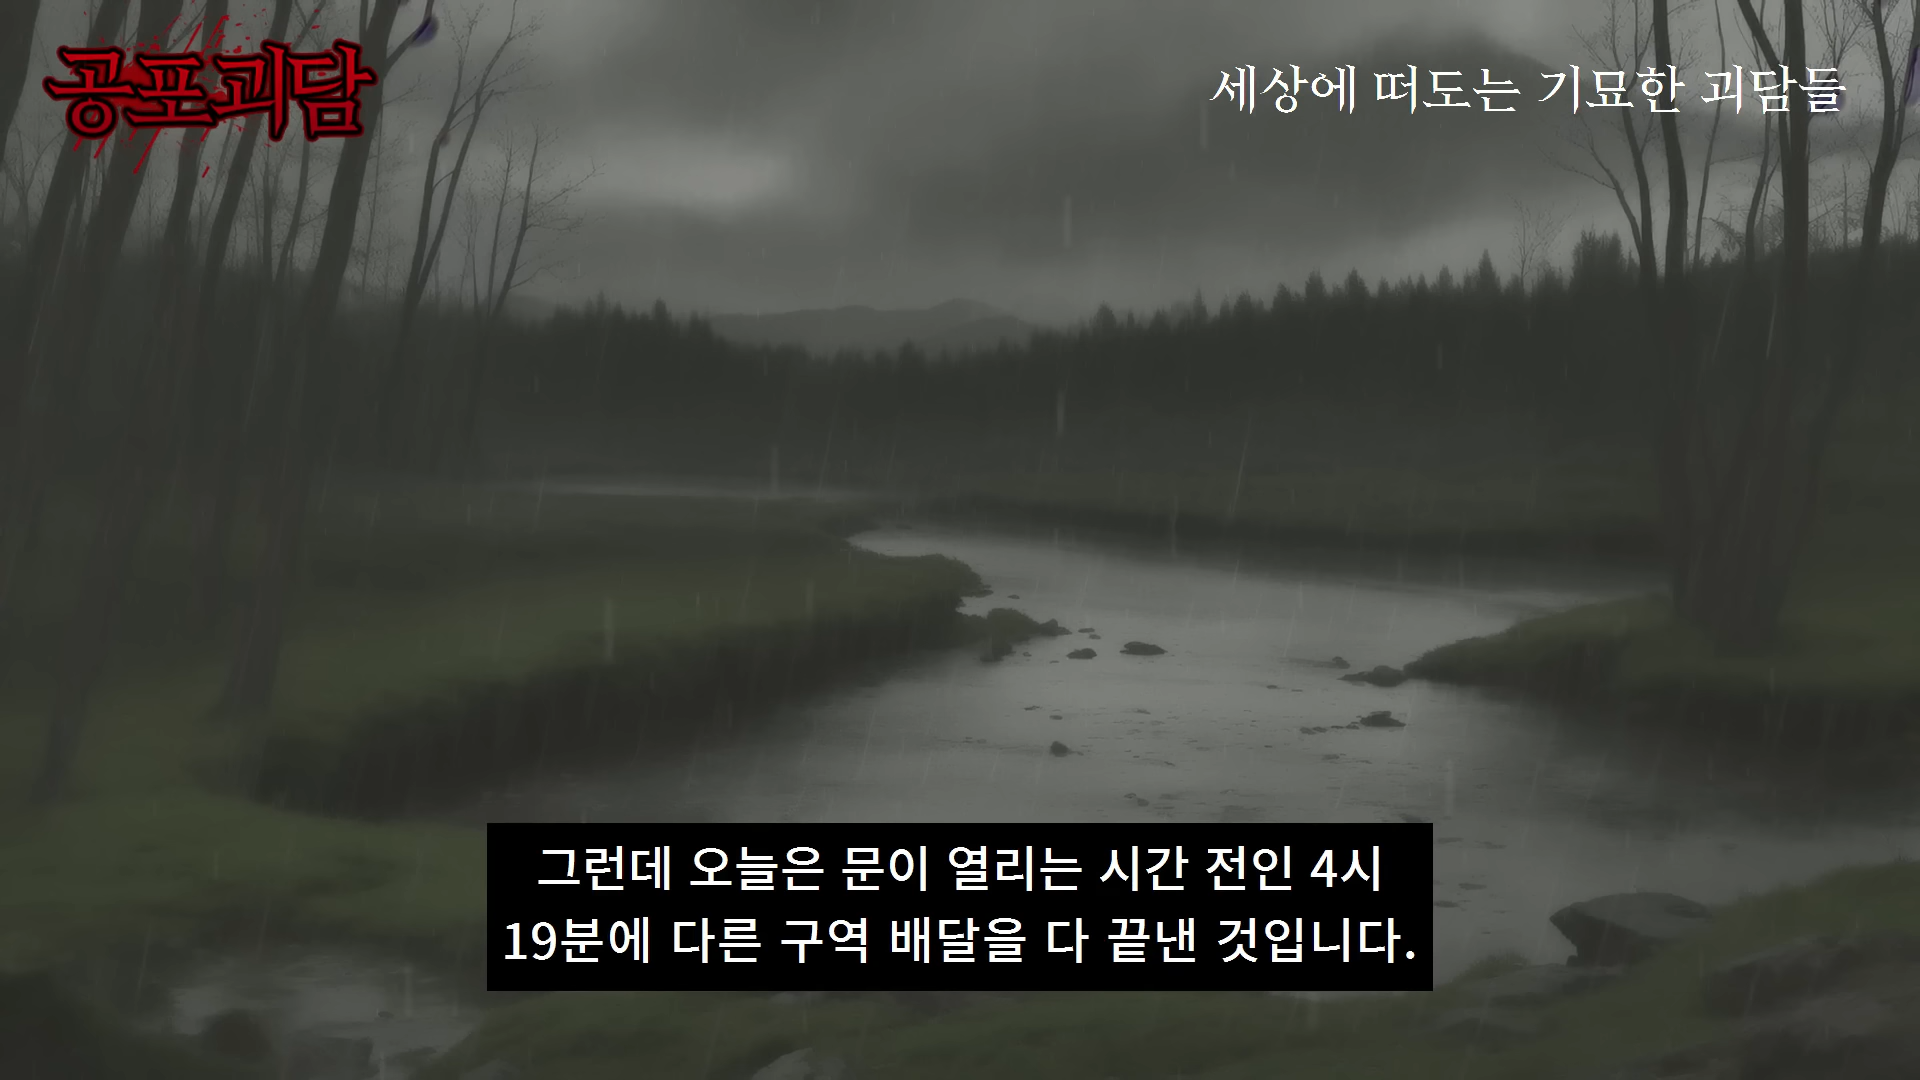 공포괴담
세상에 떠도는 기묘한 괴담들
그런데 오늘은 문이 열리는 시간 전인 4시
19분에 다른 구역 배달을 다 끝낸 것입니다.